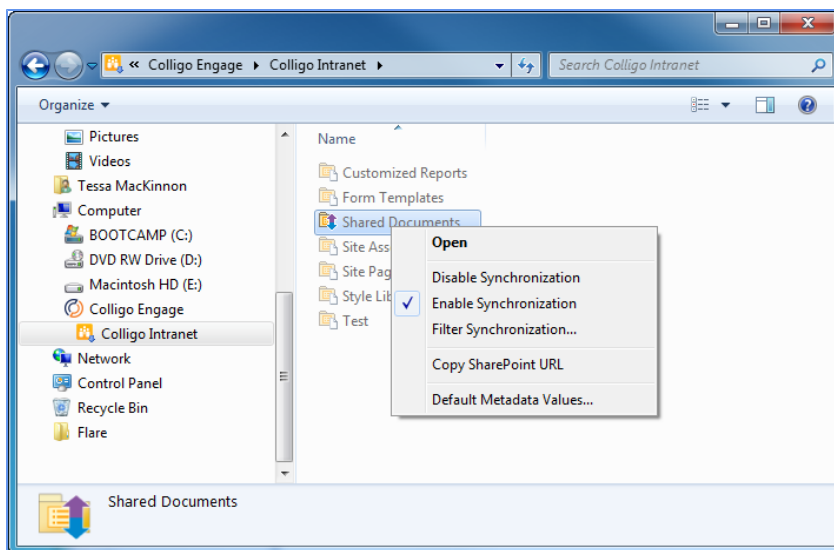 « Colligo Engage Colligo Intranet
Search Colligo Intranet
Organize
Pictures
Videos
Tessa MacKinnon
Computer
BOOTCAMP (C:)
DVD RW Drive (D:)
Macintosh HD (E:)
Colligo Engage
Colligo Intranet
Network
Control Panel
Recycle Bin
Flare
Name
Customized Reports
Form Templates
Shared Documents
Site Ass
Site Pag
Style Lib
Test
Open
Disable Synchronization
Enable Synchronization
Filter Synchronization...
Copy SharePoint URL
Default Metadata Values...
Shared Documents